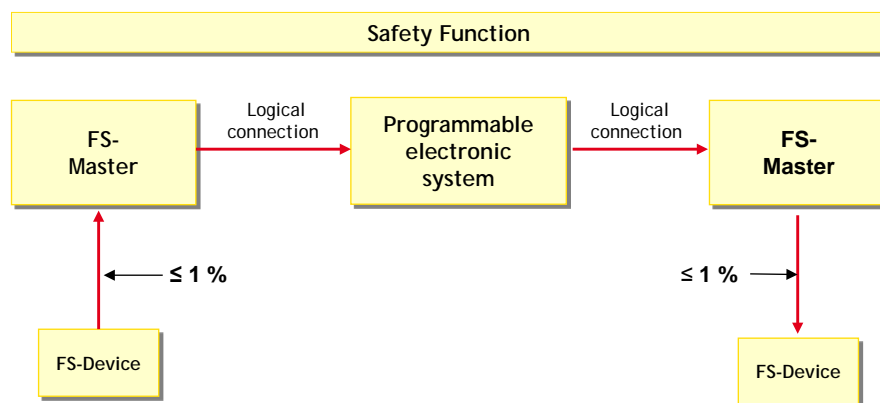 Safety Function
FS-
Master
Logical
connection
Programmable
electronic
system
Logical
connection
FS-
Master
≤ 1 %
≤ 1 %
FS-Device
FS-Device